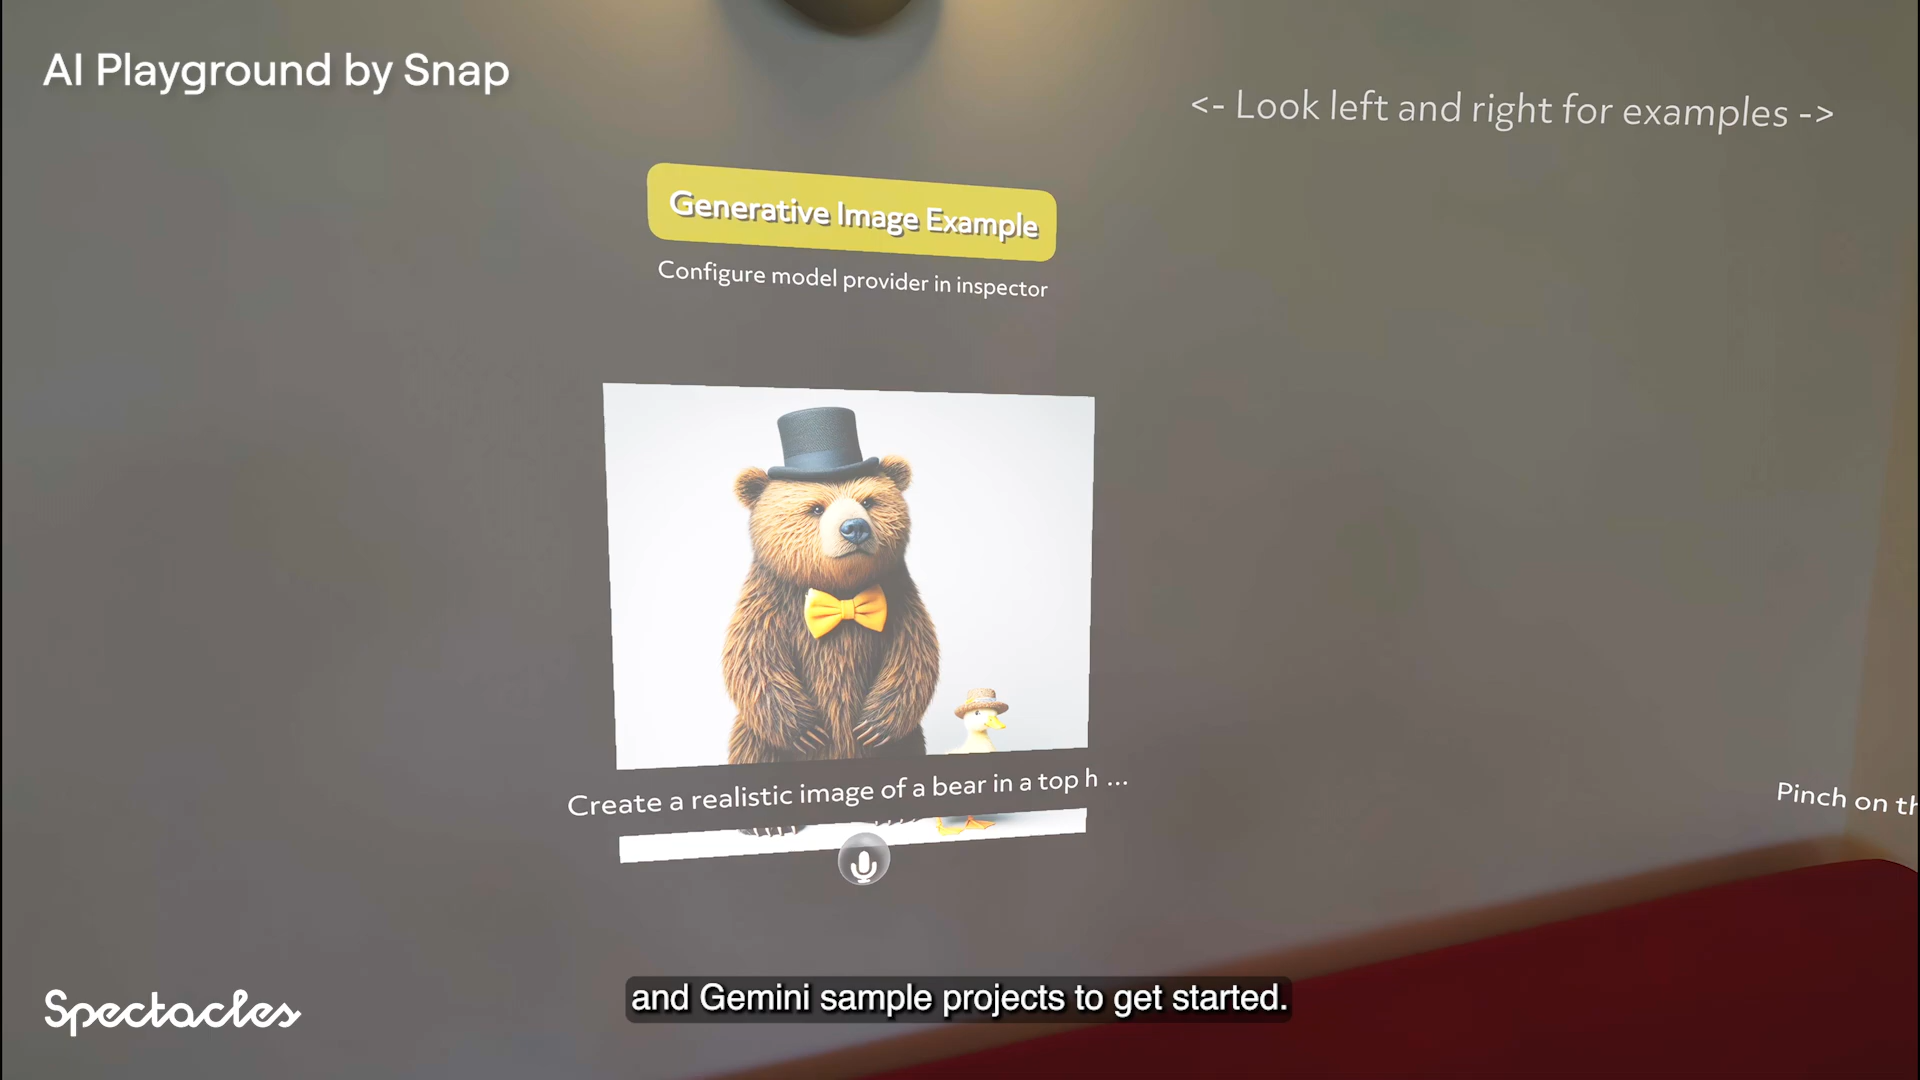 AI Playground by Snap
<- Look left and right for examples ->
Generative Image Example
Configure model provider in inspector
Create a realistic image of a bear in a top h ...
Pinch on th
Spectacles
and Gemini sample projects to get started.